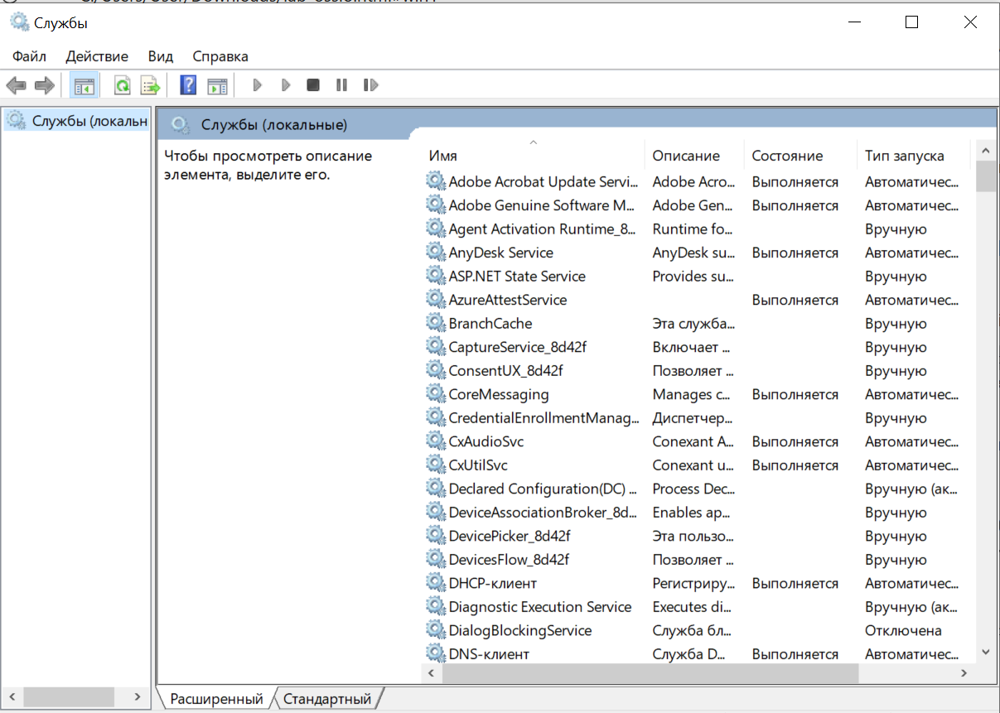 Службы
Файл Действие Вид Справка
Службы (локальн
Службы (локальные)
Чтобы просмотреть описание
элемента, выделите его.
Имя Описание Состояние Тип запуска
Adobe Acrobat Update Servi... Adobe Acro... Выполняется Автоматичес...
Adobe Genuine Software M... Adobe Gen... Выполняется Автоматичес...
Agent Activation Runtime_8... Runtime fo... Вручную
AnyDesk Service AnyDesk su... Выполняется Автоматичес...
ASP.NET State Service Provides su... Вручную
AzureAttestService Выполняется Автоматичес...
BranchCache Эта служба... Вручную
CaptureService_8d42f Включает ... Вручную
ConsentUX_8d42f Позволяет ... Вручную
CoreMessaging Manages c... Выполняется Автоматичес...
CredentialEnrollmentManag... Диспетчер... Вручную
CxAudioSvc Conexant A... Выполняется Автоматичес...
CxUtilSvc Conexant u... Выполняется Автоматичес...
Declared Configuration(DC) ... Process Dec... Вручную (ак...
DeviceAssociationBroker_8d... Enables ap... Вручную
DevicePicker_8d42f Эта пользо... Вручную
DevicesFlow_8d42f Позволяет ... Вручную
DHCP-клиент Регистриру... Выполняется Автоматичес...
Diagnostic Execution Service Executes di... Вручную (ак...
DialogBlockingService Служба бл... Отключена
DNS-клиент Служба D... Выполняется Автоматичес...
Расширенный Стандартный